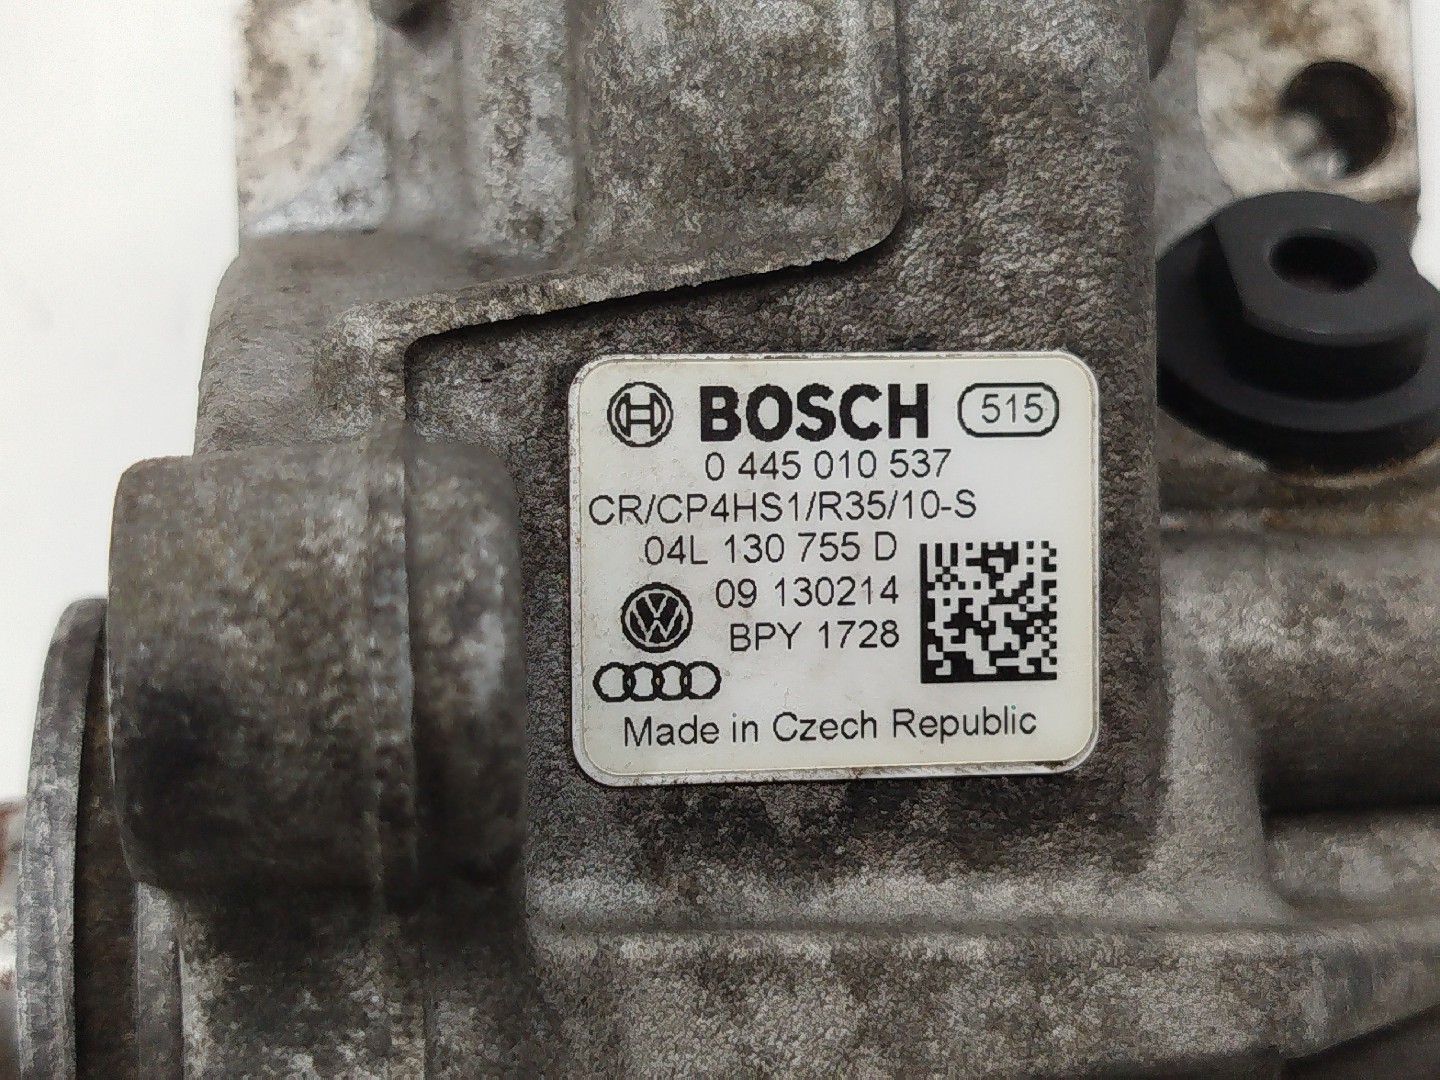 BOSCH 515
0 445 010 537
CR/CP4HS1/R35/10-S
04L 130 755 D
09 130214
BPY 1728
Made in Czech Republic